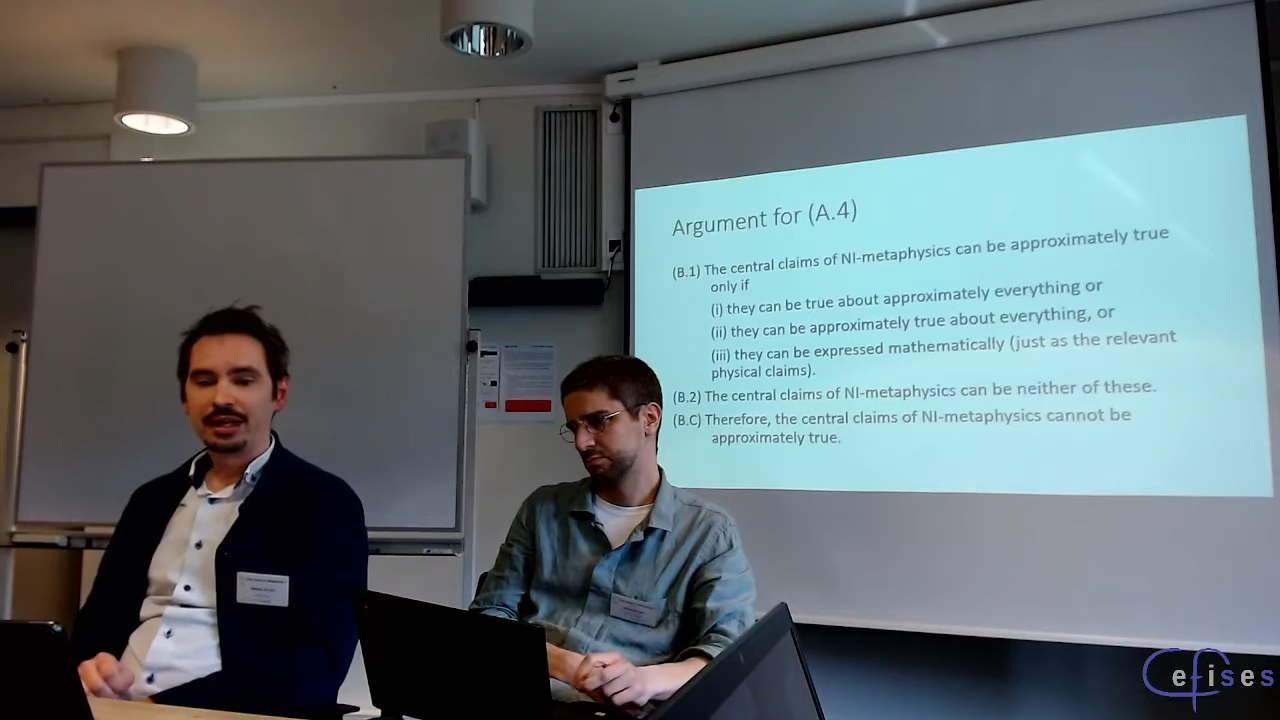 Argument for (A.4)
(B.1) The central claims of NI-metaphysics can be approximately true
only if
(i) they can be true about approximately everything or
(ii) they can be approximately true about everything, or
(iii) they can be expressed mathematically (just as the relevant
physical claims).
(B.2) The central claims of NI-metaphysics can be neither of these.
(B.C) Therefore, the central claims of NI-metaphysics cannot be
approximately true.
Cefises